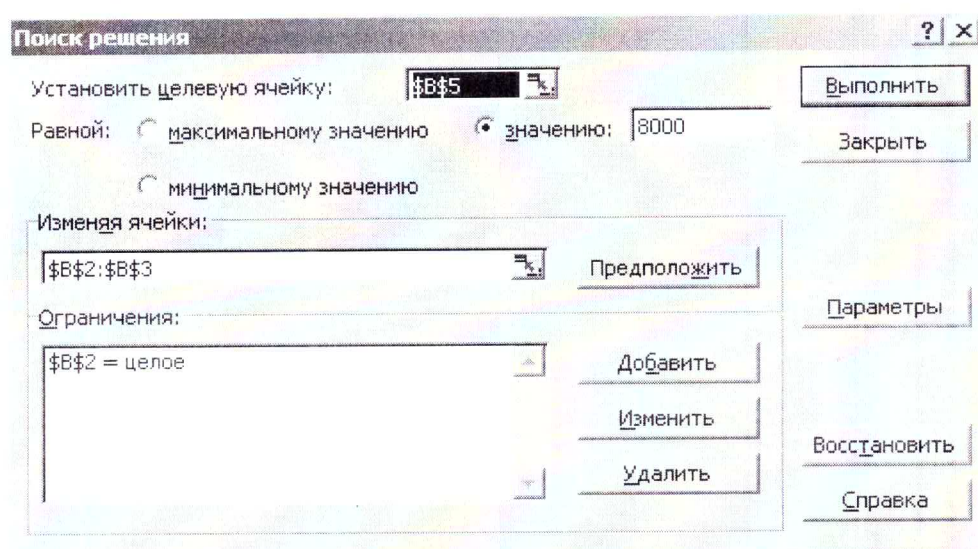 Поиск решения ? ×
Установить целевую ячейку: $B$5 Выполнить
Равной: максимальному значению значению: 8000 Закрыть
минимальному значению
Изменяя ячейки:
$B$2:$B$3 Предположить
Параметры
Ограничения:
$B$2 = целое Добавить
Изменить
Восстановить
Удалить
Справка